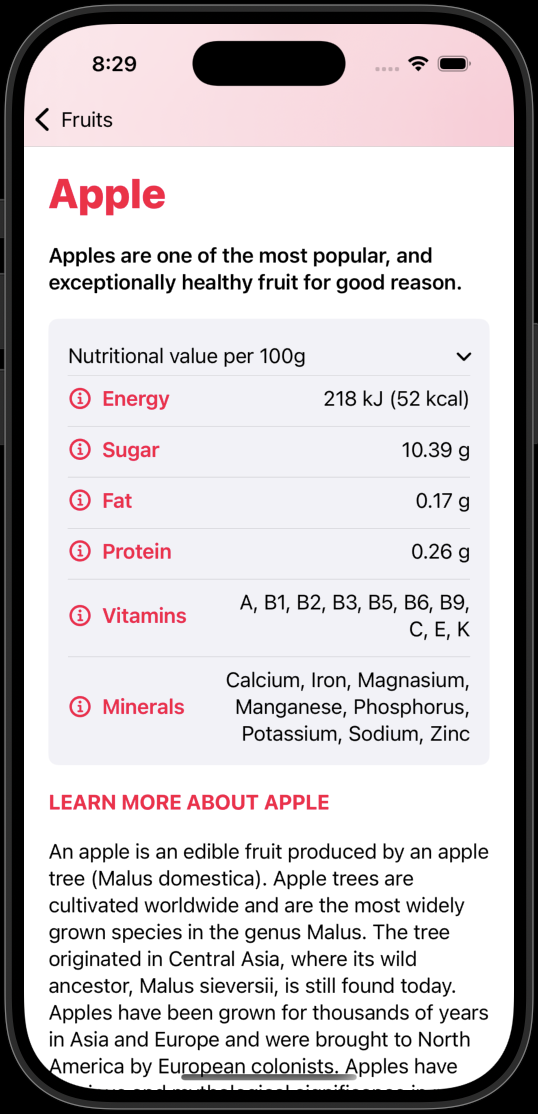 8:29
Fruits
Apple
Apples are one of the most popular, and
exceptionally healthy fruit for good reason.
Nutritional value per 100g
Energy 218 kJ (52 kcal)
Sugar 10.39 g
Fat 0.17 g
Protein 0.26 g
Vitamins A, B1, B2, B3, B5, B6, B9,
C, E, K
Minerals Calcium, Iron, Magnasium,
Manganese, Phosphorus,
Potassium, Sodium, Zinc
LEARN MORE ABOUT APPLE
An apple is an edible fruit produced by an apple
tree (Malus domestica). Apple trees are
cultivated worldwide and are the most widely
grown species in the genus Malus. The tree
originated in Central Asia, where its wild
ancestor, Malus sieversii, is still found today.
Apples have been grown for thousands of years
in Asia and Europe and were brought to North
America by European colonists. Apples have